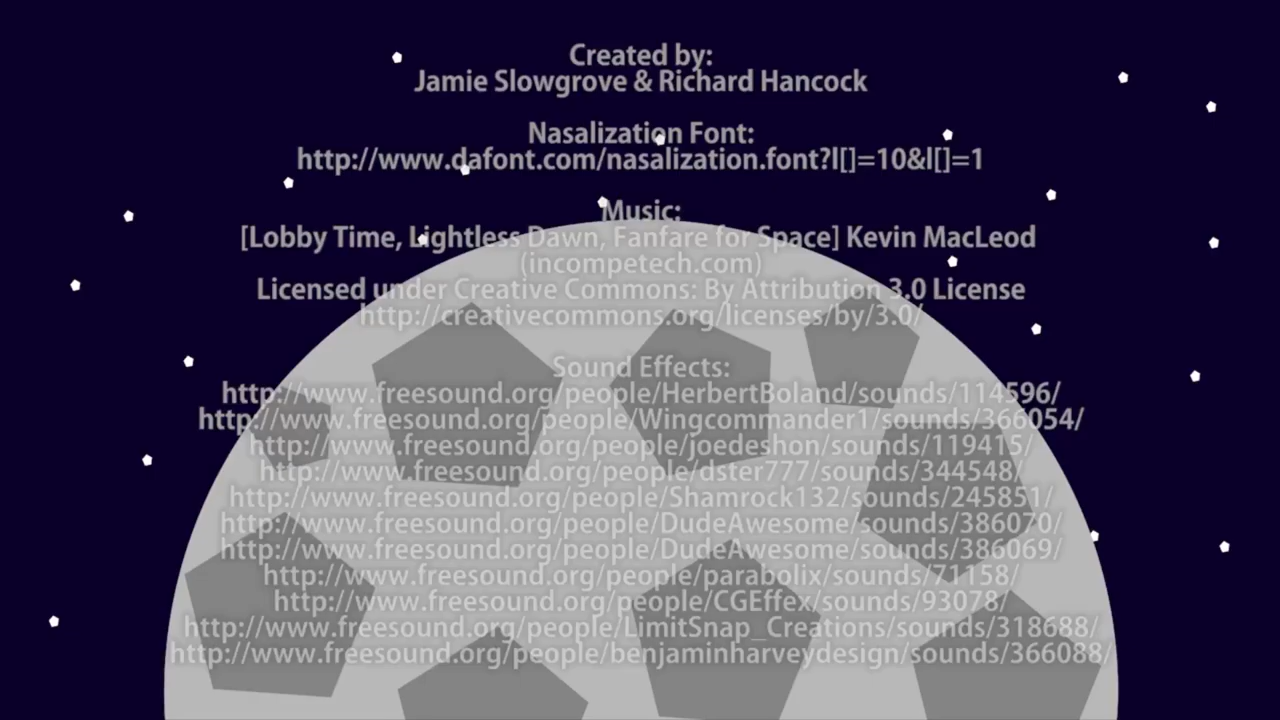 Created by:
Jamie Slowgrove & Richard Hancock
Nasalization Font:
http://www.dafont.com/nasalization.font?l[]=10&l[]=1
Music:
[Lobby Time, Lightless Dawn, Fanfare for Space] Kevin MacLeod
(incompetech.com)
Licensed under Creative Commons: By Attribution 3.0 License
http://creativecommons.org/licenses/by/3.0/
Sound Effects:
http://www.freesound.org/people/HerbertBoland/sounds/114596/
http://www.freesound.org/people/Wingcommander1/sounds/366054/
http://www.freesound.org/people/joedeshon/sounds/119415/
http://www.freesound.org/people/dster777/sounds/344548/
http://www.freesound.org/people/Shamrock132/sounds/245851/
http://www.freesound.org/people/DudeAwesome/sounds/386070/
http://www.freesound.org/people/DudeAwesome/sounds/386069/
http://www.freesound.org/people/parabolix/sounds/71158/
http://www.freesound.org/people/CGEffex/sounds/93078/
http://www.freesound.org/people/LimitSnap_Creations/sounds/318688/
http://www.freesound.org/people/benjaminharveydesign/sounds/366088/